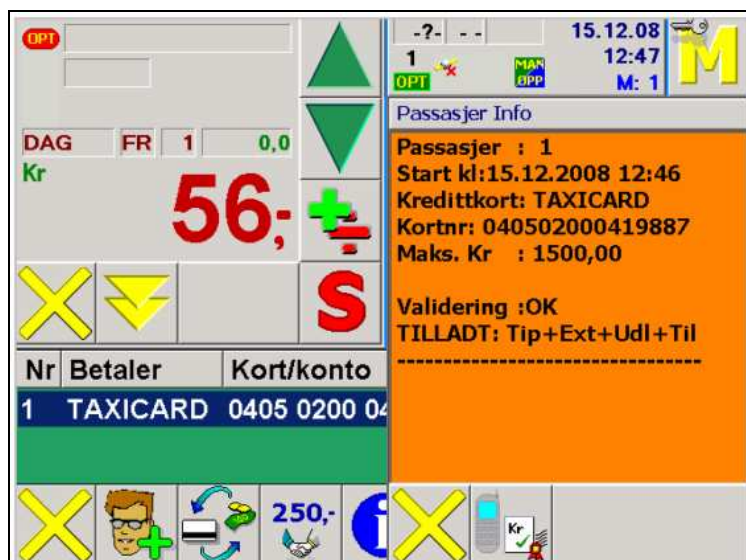 OPT
DAG FR 1 0,0
Kr
56,-
S
Nr Betaler Kort/konto
1 TAXICARD 0405 0200 04
250,-
i
-?- - - 15.12.08
1 12:47
OPT MAN OPP M: 1
M
Passasjer Info
Passasjer : 1
Start kl:15.12.2008 12:46
Kredittkort: TAXICARD
Kortnr: 040502000419887
Maks. Kr : 1500,00
Validering :OK
TILLADT: Tip+Ext+Udl+Til
---------------------------------
Kr